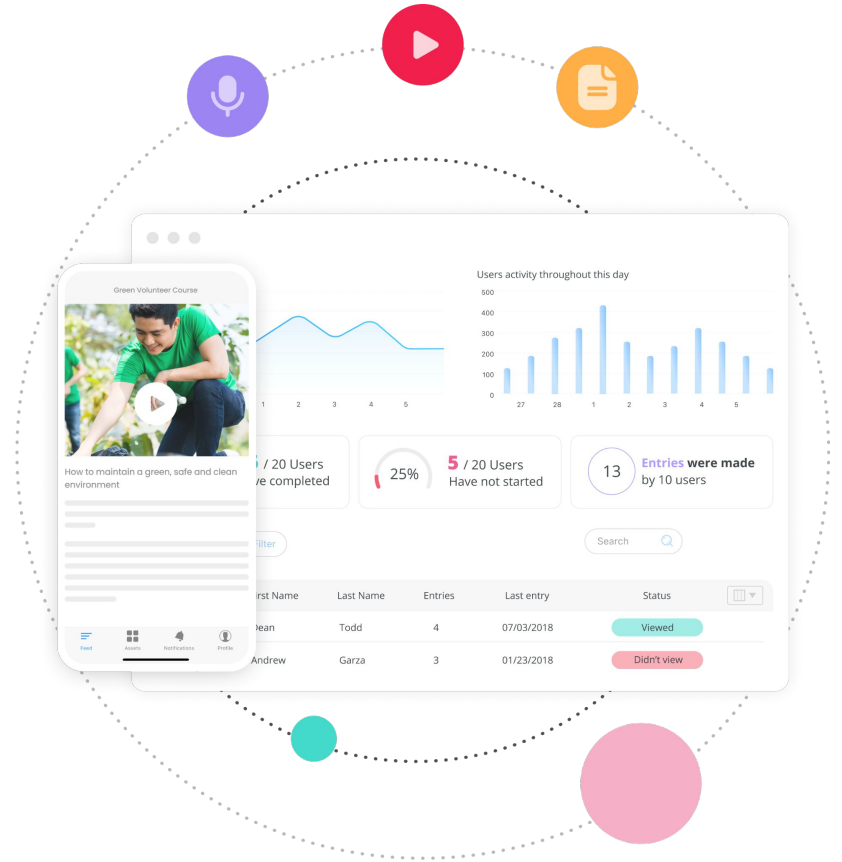 Users activity throughout this day
500
400
300
200
100
0
27 28 1 2 3 4 5
1 2 3 4 5
Green Volunteer Course
How to maintain a green, safe and clean
environment
Feed Assets Notifications Profile
/ 20 Users
completed
25%
5 / 20 Users
Have not started
13
Entries were made
by 10 users
Filter
Search
First Name Last Name Entries Last entry Status
Dean Todd 4 07/03/2018 Viewed
Andrew Garza 3 01/23/2018 Didn't view